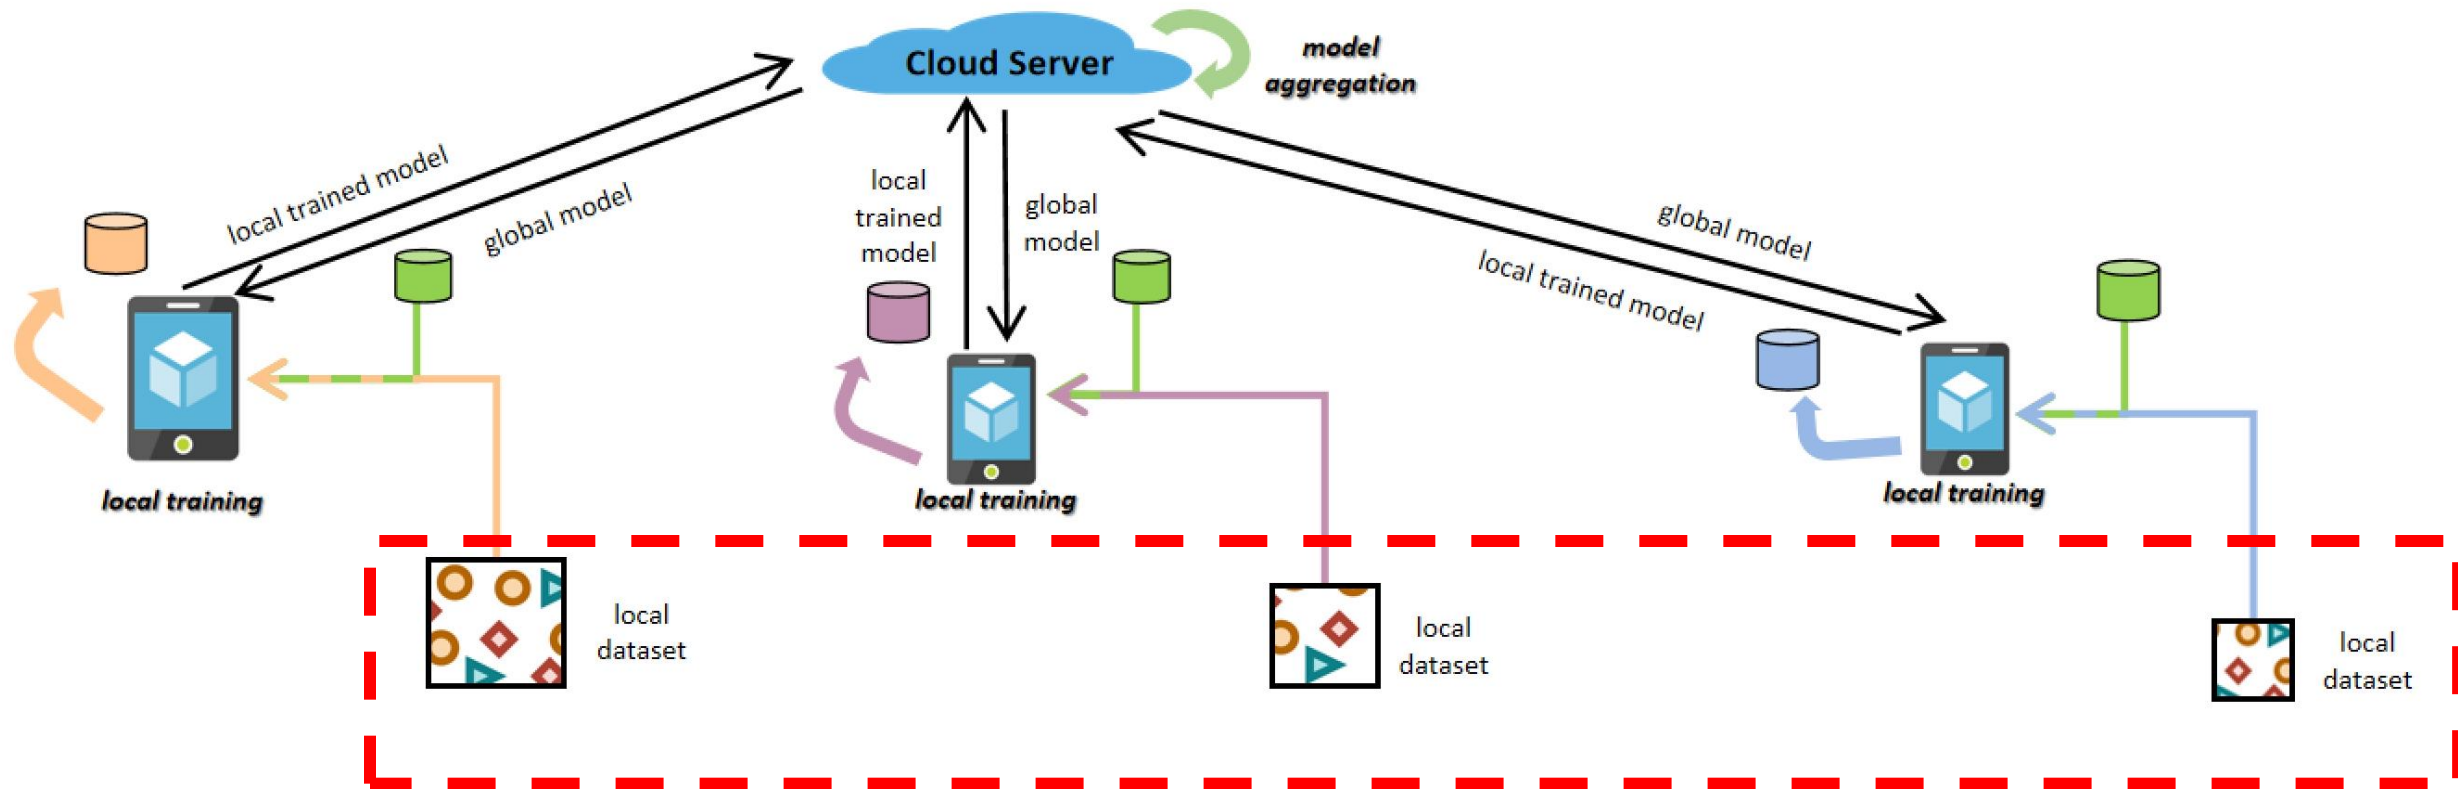 Cloud Server
model
aggregation
local trained model
global model
local
trained
model
global
model
global model
local trained model
local training
local training
local training
local
dataset
local
dataset
local
dataset